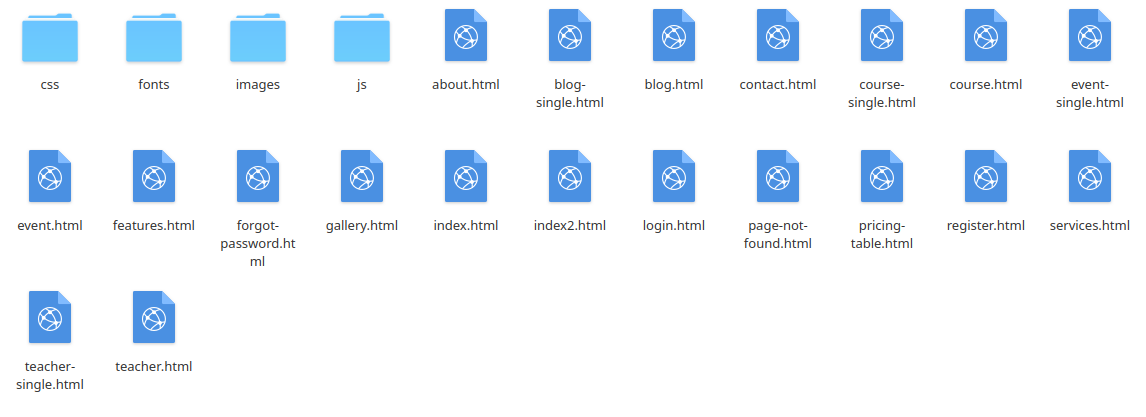 css
fonts
images
js
about.html
blog-
single.html
blog.html
contact.html
course-
single.html
course.html
event-
single.html
event.html
features.html
forgot-
password.ht
ml
gallery.html
index.html
index2.html
login.html
page-not-
found.html
pricing-
table.html
register.html
services.html
teacher-
single.html
teacher.html